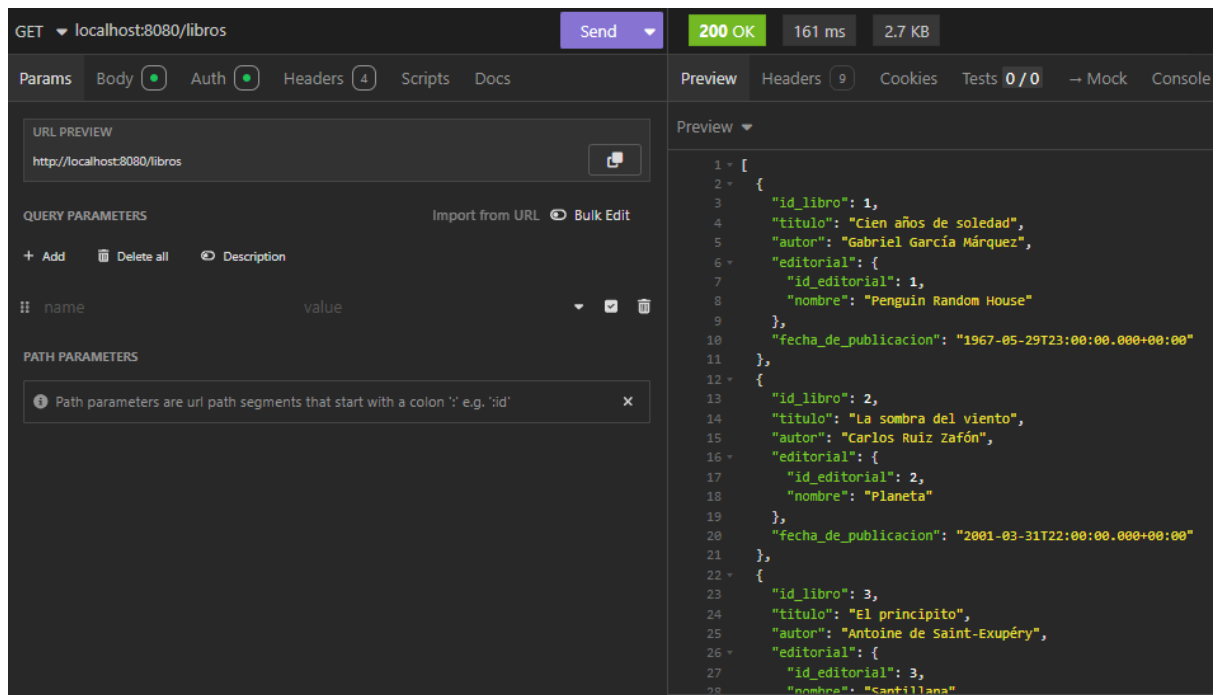 GET localhost:8080/libros
Send
Params Body Auth Headers 4 Scripts Docs
URL PREVIEW
http://localhost:8080/libros
QUERY PARAMETERS Import from URL Bulk Edit
+ Add Delete all Description
name value
PATH PARAMETERS
Path parameters are url path segments that start with a colon ':' e.g. ':id'
200 OK 161 ms 2.7 KB
Preview Headers 9 Cookies Tests 0 / 0 → Mock Console
Preview
1 [
2 {
3 "id_libro": 1,
4 "titulo": "Cien años de soledad",
5 "autor": "Gabriel García Márquez",
6 "editorial": {
7 "id_editorial": 1,
8 "nombre": "Penguin Random House"
9 },
10 "fecha_de_publicacion": "1967-05-29T23:00:00.000+00:00"
11 },
12 {
13 "id_libro": 2,
14 "titulo": "La sombra del viento",
15 "autor": "Carlos Ruiz Zafón",
16 "editorial": {
17 "id_editorial": 2,
18 "nombre": "Planeta"
19 },
20 "fecha_de_publicacion": "2001-03-31T22:00:00.000+00:00"
21 },
22 {
23 "id_libro": 3,
24 "titulo": "El principito",
25 "autor": "Antoine de Saint-Exupéry",
26 "editorial": {
27 "id_editorial": 3,
28 "nombre": "Santillana"